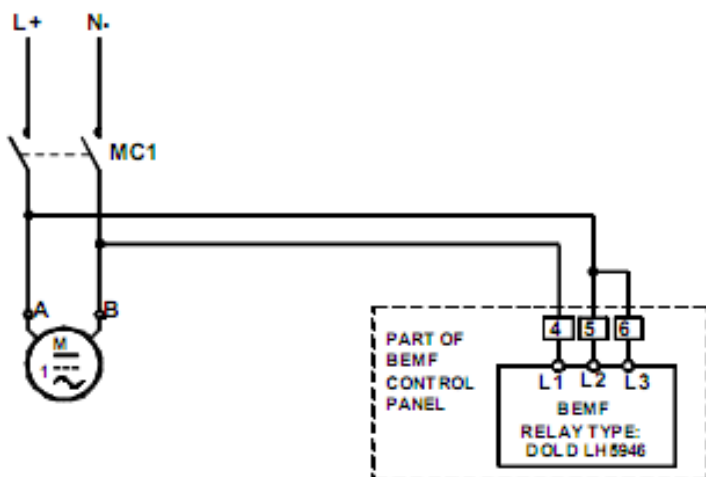 L+ N-
MC1
A B
M
1
4 5 6
PART OF
BEMF
CONTROL
PANEL
L1 L2 L3
BEMF
RELAY TYPE:
DOLD LH5946